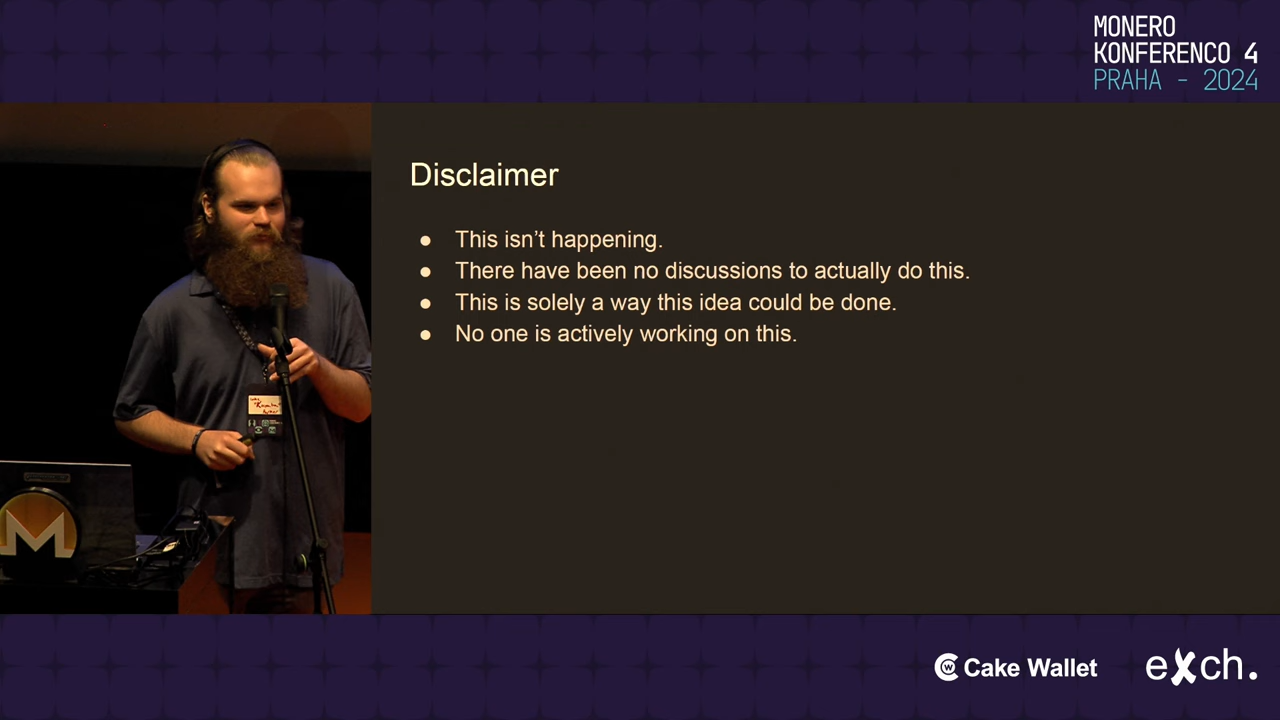 MONERO
KONFERENCO 4
PRAHA - 2024
Disclaimer
● This isn’t happening.
● There have been no discussions to actually do this.
● This is solely a way this idea could be done.
● No one is actively working on this.
Cake Wallet
eXch.